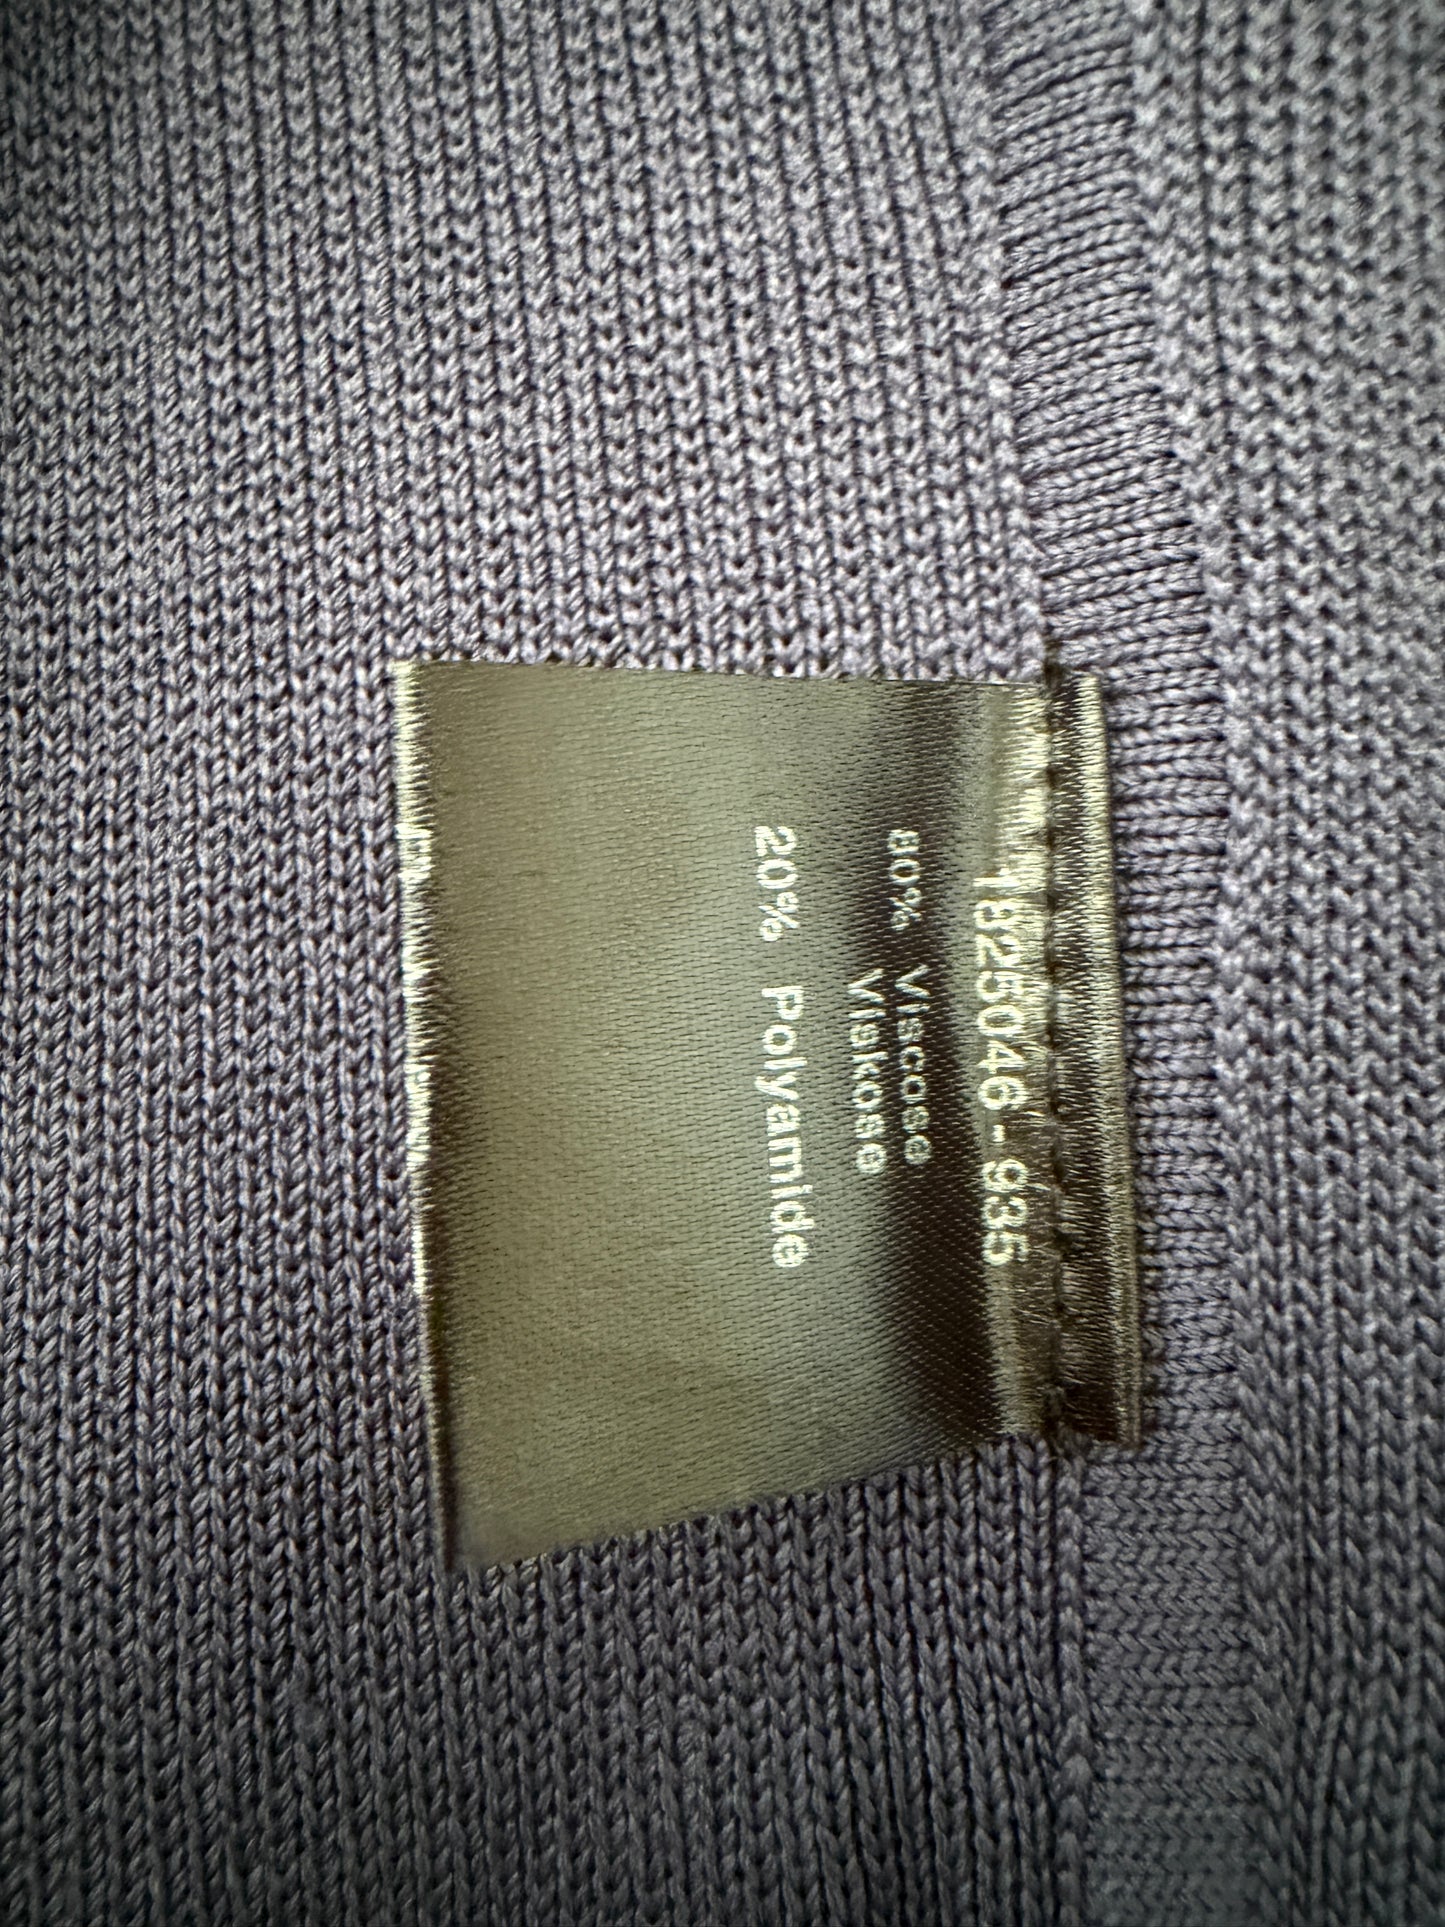 1825046-935
80% Viscose
Viskose
20% Polyamide